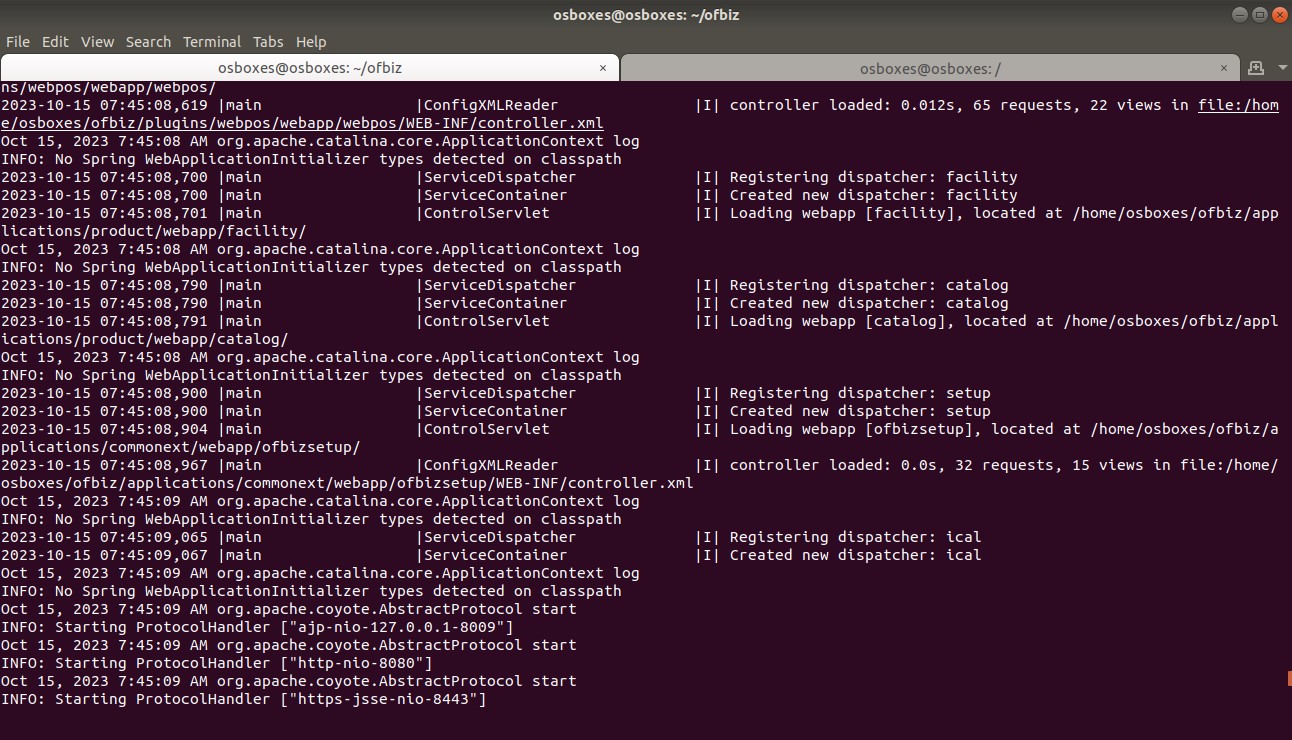 osboxes@osboxes: ~/ofbiz
File Edit View Search Terminal Tabs Help
osboxes@osboxes: ~/ofbiz × osboxes@osboxes: / ×
ns/webpos/webapp/webpos/
2023-10-15 07:45:08,619 |main                 |ConfigXMLReader               |I| controller loaded: 0.012s, 65 requests, 22 views in file:/hom
e/osboxes/ofbiz/plugins/webpos/webapp/webpos/WEB-INF/controller.xml
Oct 15, 2023 7:45:08 AM org.apache.catalina.core.ApplicationContext log
INFO: No Spring WebApplicationInitializer types detected on classpath
2023-10-15 07:45:08,700 |main                 |ServiceDispatcher             |I| Registering dispatcher: facility
2023-10-15 07:45:08,700 |main                 |ServiceContainer              |I| Created new dispatcher: facility
2023-10-15 07:45:08,701 |main                 |ControlServlet                |I| Loading webapp [facility], located at /home/osboxes/ofbiz/app
lications/product/webapp/facility/
Oct 15, 2023 7:45:08 AM org.apache.catalina.core.ApplicationContext log
INFO: No Spring WebApplicationInitializer types detected on classpath
2023-10-15 07:45:08,790 |main                 |ServiceDispatcher             |I| Registering dispatcher: catalog
2023-10-15 07:45:08,790 |main                 |ServiceContainer              |I| Created new dispatcher: catalog
2023-10-15 07:45:08,791 |main                 |ControlServlet                |I| Loading webapp [catalog], located at /home/osboxes/ofbiz/appl
ications/product/webapp/catalog/
Oct 15, 2023 7:45:08 AM org.apache.catalina.core.ApplicationContext log
INFO: No Spring WebApplicationInitializer types detected on classpath
2023-10-15 07:45:08,900 |main                 |ServiceDispatcher             |I| Registering dispatcher: setup
2023-10-15 07:45:08,900 |main                 |ServiceContainer              |I| Created new dispatcher: setup
2023-10-15 07:45:08,904 |main                 |ControlServlet                |I| Loading webapp [ofbizsetup], located at /home/osboxes/ofbiz/a
pplications/commonext/webapp/ofbizsetup/
2023-10-15 07:45:08,967 |main                 |ConfigXMLReader               |I| controller loaded: 0.0s, 32 requests, 15 views in file:/home/
osboxes/ofbiz/applications/commonext/webapp/ofbizsetup/WEB-INF/controller.xml
Oct 15, 2023 7:45:09 AM org.apache.catalina.core.ApplicationContext log
INFO: No Spring WebApplicationInitializer types detected on classpath
2023-10-15 07:45:09,065 |main                 |ServiceDispatcher             |I| Registering dispatcher: ical
2023-10-15 07:45:09,067 |main                 |ServiceContainer              |I| Created new dispatcher: ical
Oct 15, 2023 7:45:09 AM org.apache.catalina.core.ApplicationContext log
INFO: No Spring WebApplicationInitializer types detected on classpath
Oct 15, 2023 7:45:09 AM org.apache.coyote.AbstractProtocol start
INFO: Starting ProtocolHandler ["ajp-nio-127.0.0.1-8009"]
Oct 15, 2023 7:45:09 AM org.apache.coyote.AbstractProtocol start
INFO: Starting ProtocolHandler ["http-nio-8080"]
Oct 15, 2023 7:45:09 AM org.apache.coyote.AbstractProtocol start
INFO: Starting ProtocolHandler ["https-jsse-nio-8443"]